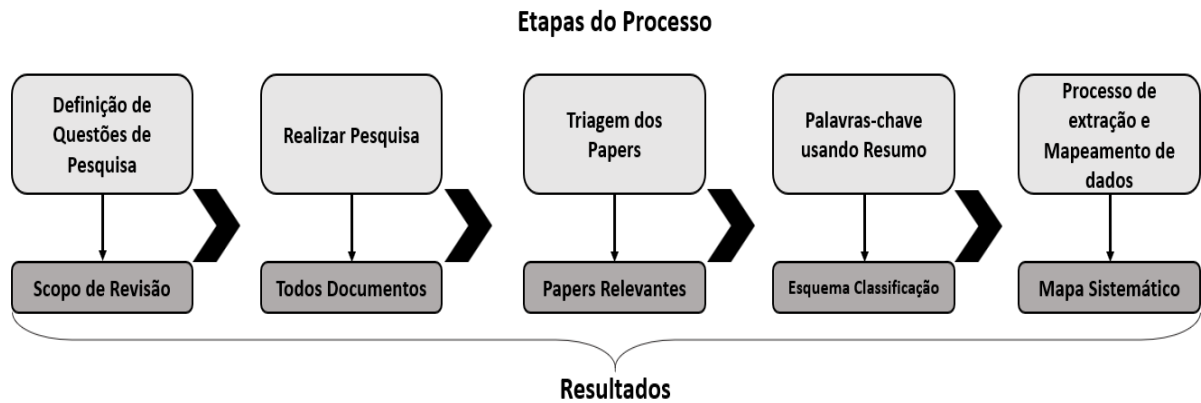 Etapas do Processo
Definição de
Questões de
Pesquisa
Realizar Pesquisa
Triagem dos
Papers
Palavras-chave
usando Resumo
Processo de
extração e
Mapeamento de
dados
Scopo de Revisão
Todos Documentos
Papers Relevantes
Esquema Classificação
Mapa Sistemático
Resultados